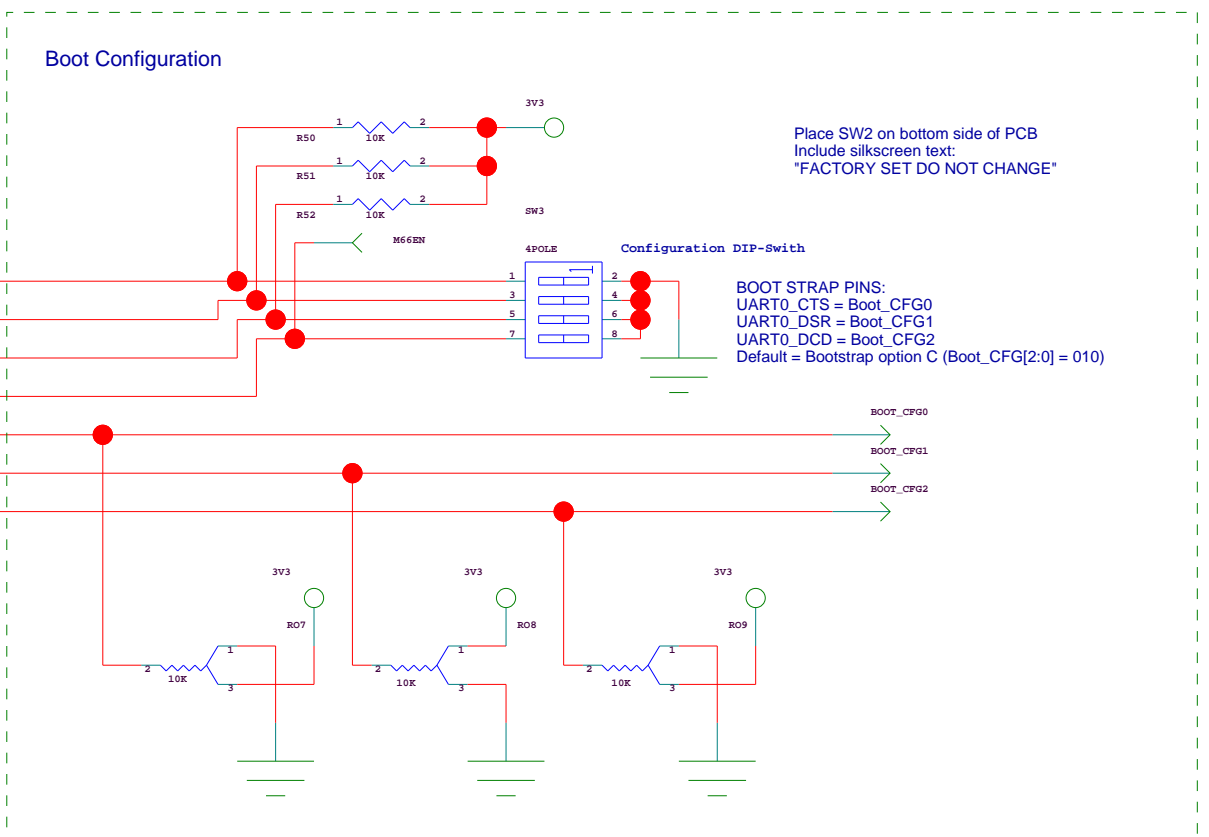 Boot Configuration
3V3
1 2
R50 10K
1 2
R51 10K
1 2
R52 10K
Place SW2 on bottom side of PCB
Include silkscreen text:
"FACTORY SET DO NOT CHANGE"
SW3
M66EN
4POLE
Configuration DIP-Swith
1 2
3 4
5 6
7 8
BOOT STRAP PINS:
UART0_CTS = Boot_CFG0
UART0_DSR = Boot_CFG1
UART0_DCD = Boot_CFG2
Default = Bootstrap option C (Boot_CFG[2:0] = 010)
BOOT_CFG0
BOOT_CFG1
BOOT_CFG2
3V3 3V3 3V3
RO7 RO8 RO9
1 1 1
2 2 2
10K 10K 10K
3 3 3